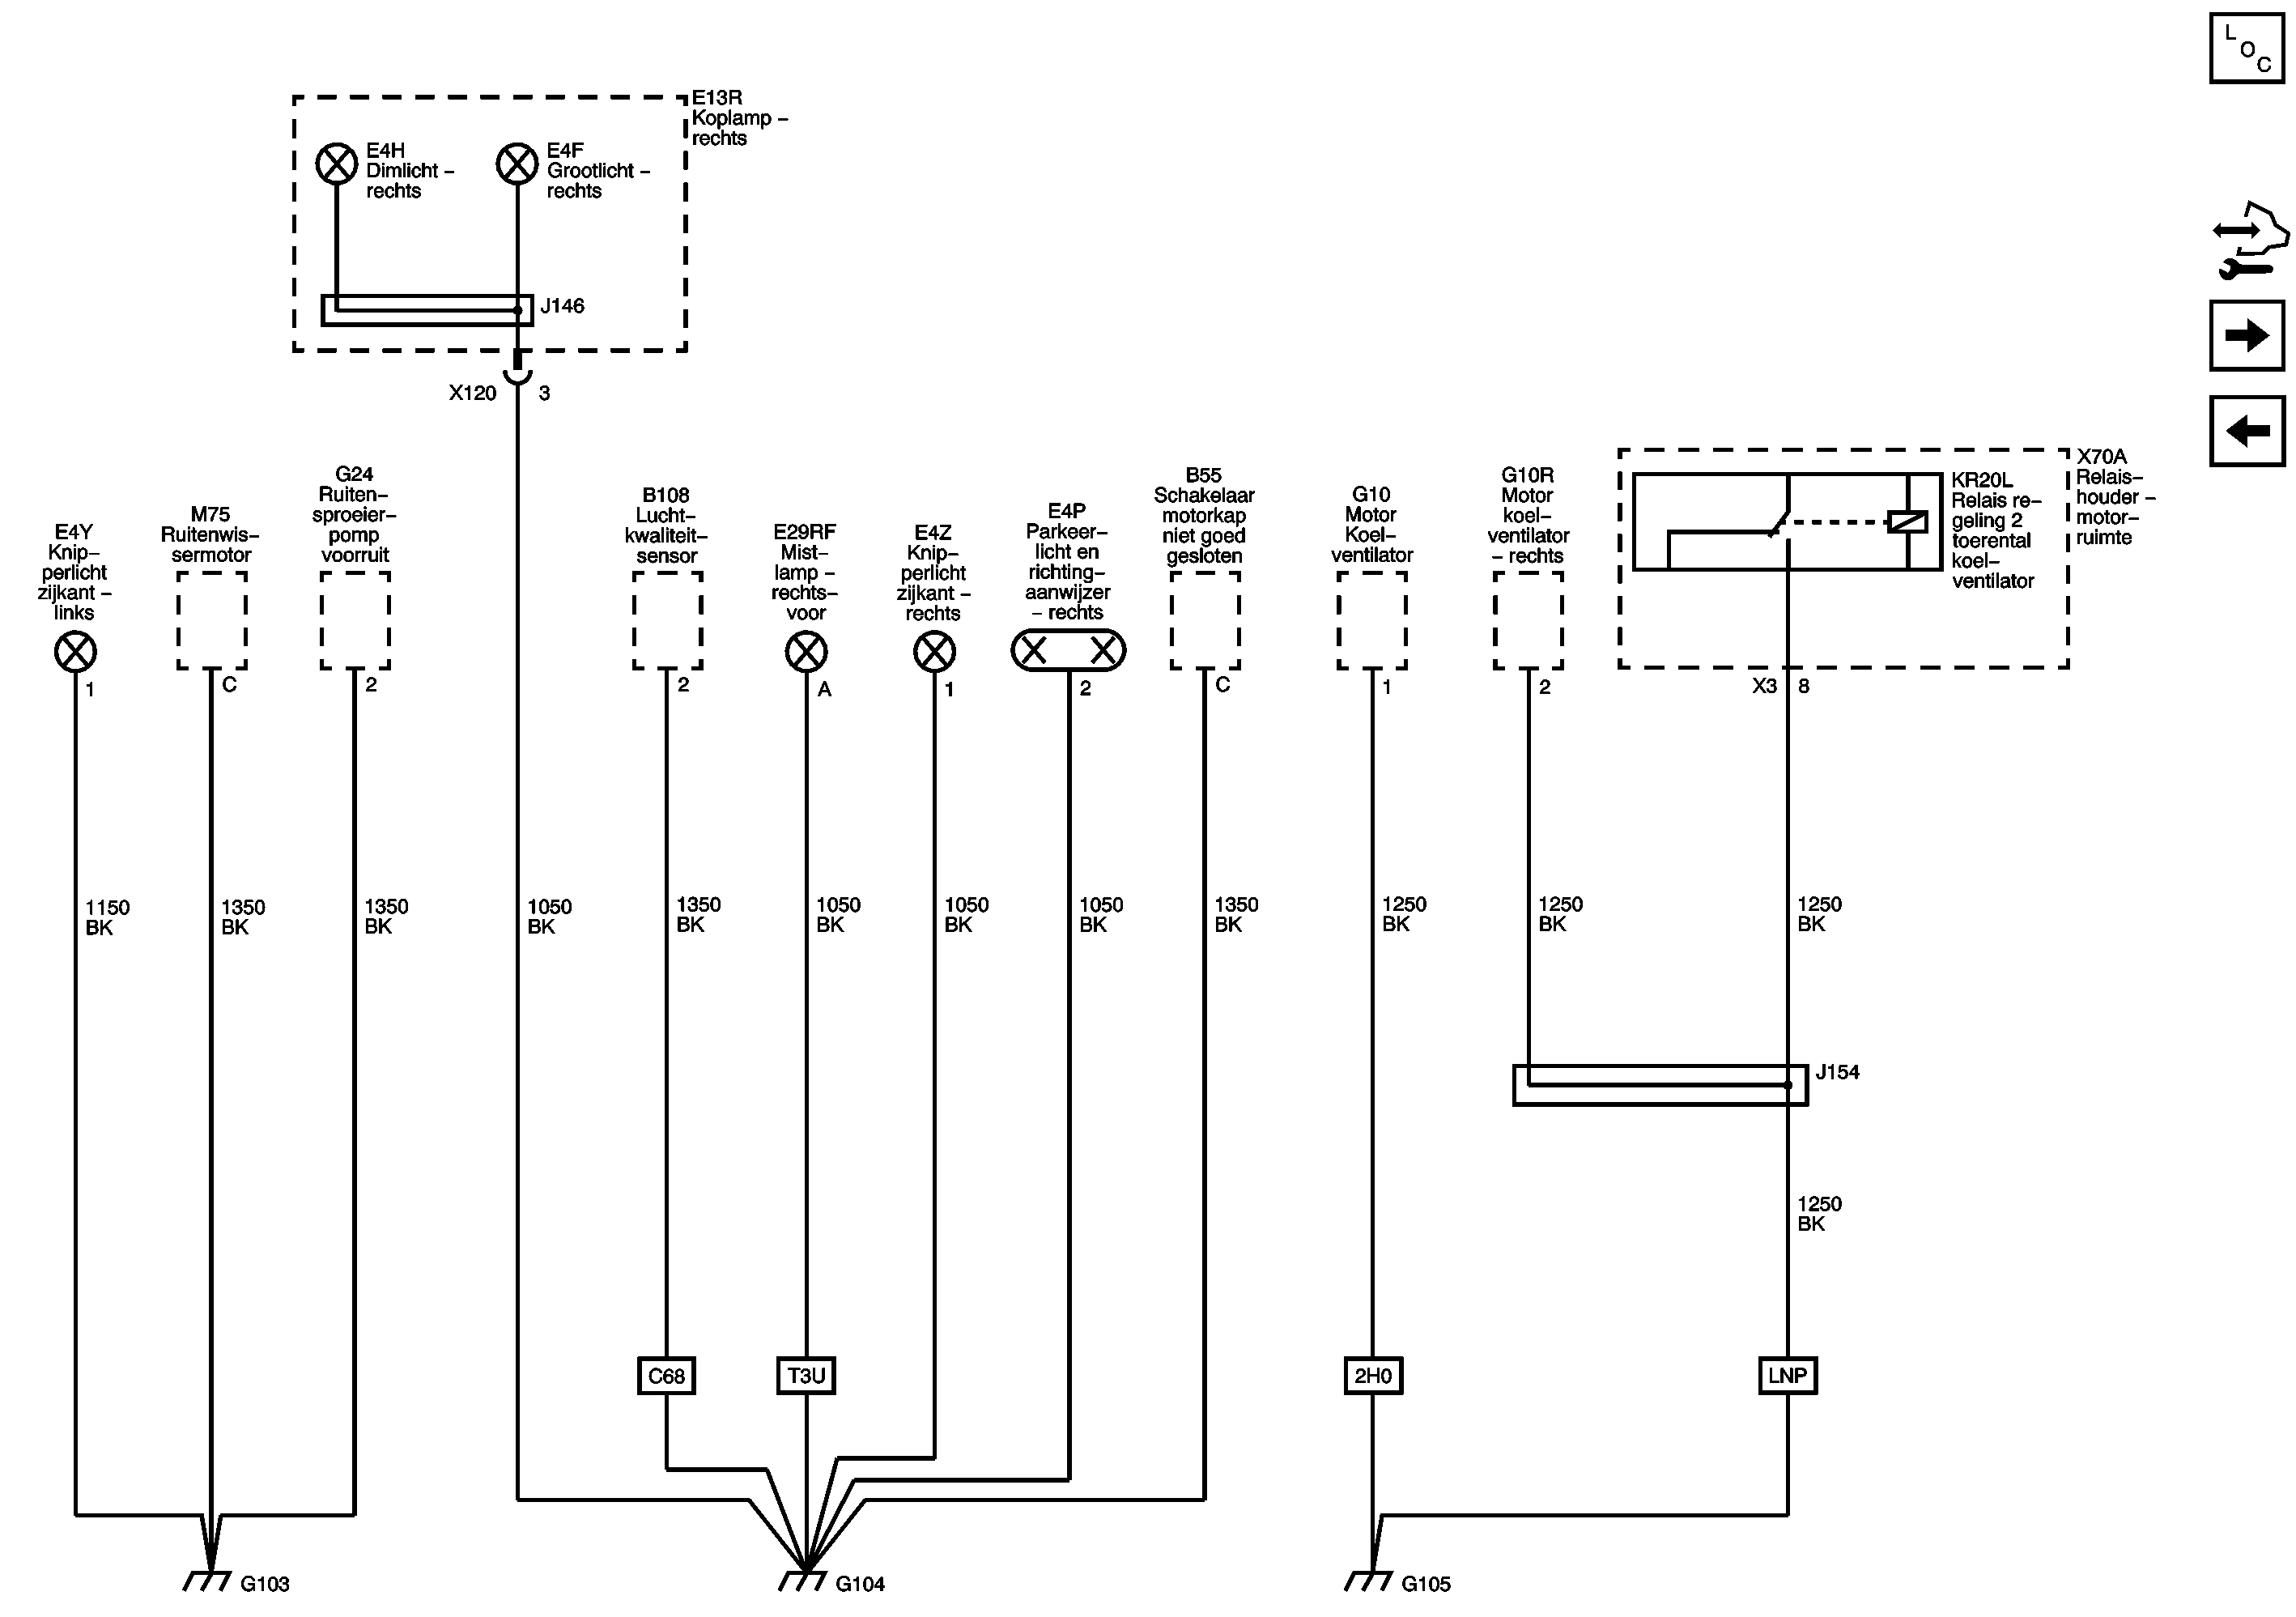 L
O
C
E13R
Koplamp –
rechts
E4H
Dimlicht –
rechts
E4F
Grootlicht –
rechts
J146
X120
3
E4Y
Knip–
perlicht
zijkant –
links
1
M75
Ruitenwis–
sermotor
C
G24
Ruiten–
sproeier–
pomp
voorruit
2
B108
Lucht–
kwaliteit–
sensor
2
E29RF
Mist–
lamp –
rechts–
voor
A
E4Z
Knip–
perlicht
zijkant –
rechts
1
E4P
Parkeer–
licht en
richting–
aanwijzer
– rechts
2
B55
Schakelaar
motorkap
niet goed
gesloten
C
G10
Motor
Koel–
ventilator
1
G10R
Motor
koel–
ventilator
– rechts
2
KR20L
Relais re–
geling 2
toerental
koel–
ventilator
X70A
Relais–
houder –
motor–
ruimte
X3
8
1150
BK
1350
BK
1350
BK
1050
BK
1350
BK
1050
BK
1050
BK
1050
BK
1350
BK
1250
BK
1250
BK
1250
BK
J154
1250
BK
C68
T3U
2H0
LNP
G103
G104
G105